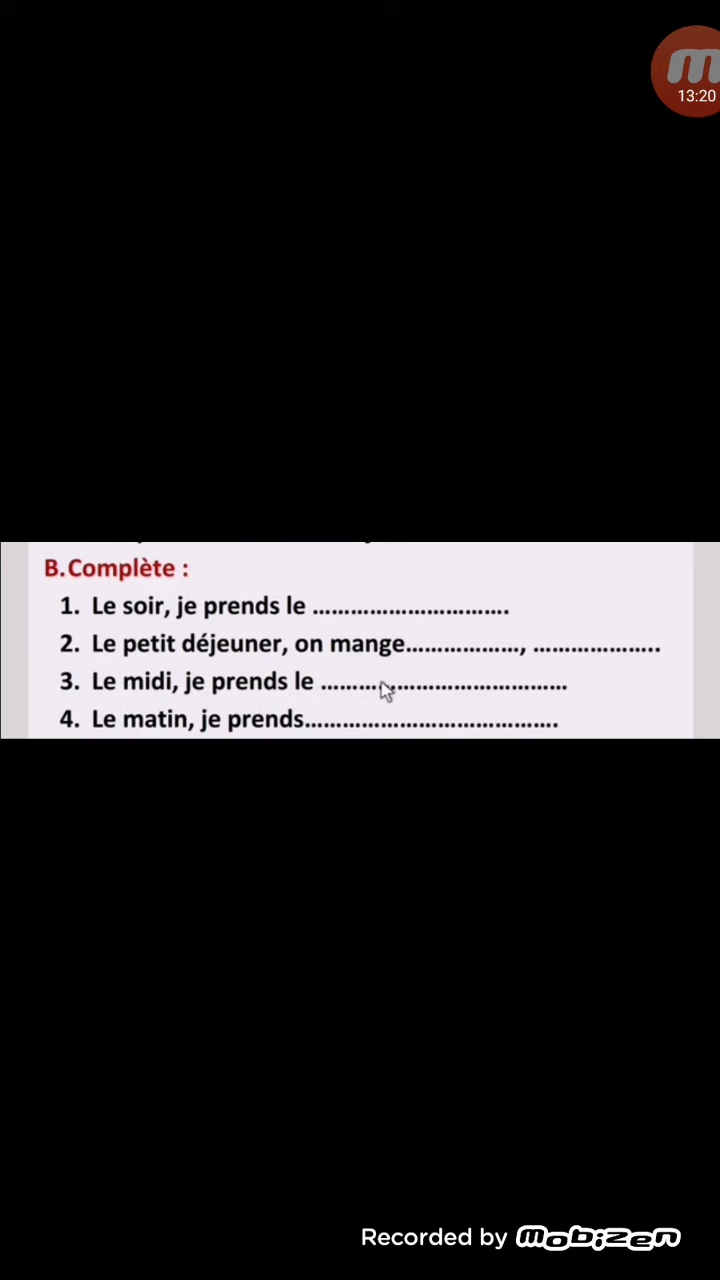 13:20
B.Complète :
1. Le soir, je prends le ...............................
2. Le petit déjeuner, on mange.................., ....................
3. Le midi, je prends le .......................................
4. Le matin, je prends........................................
Recorded by mobizen